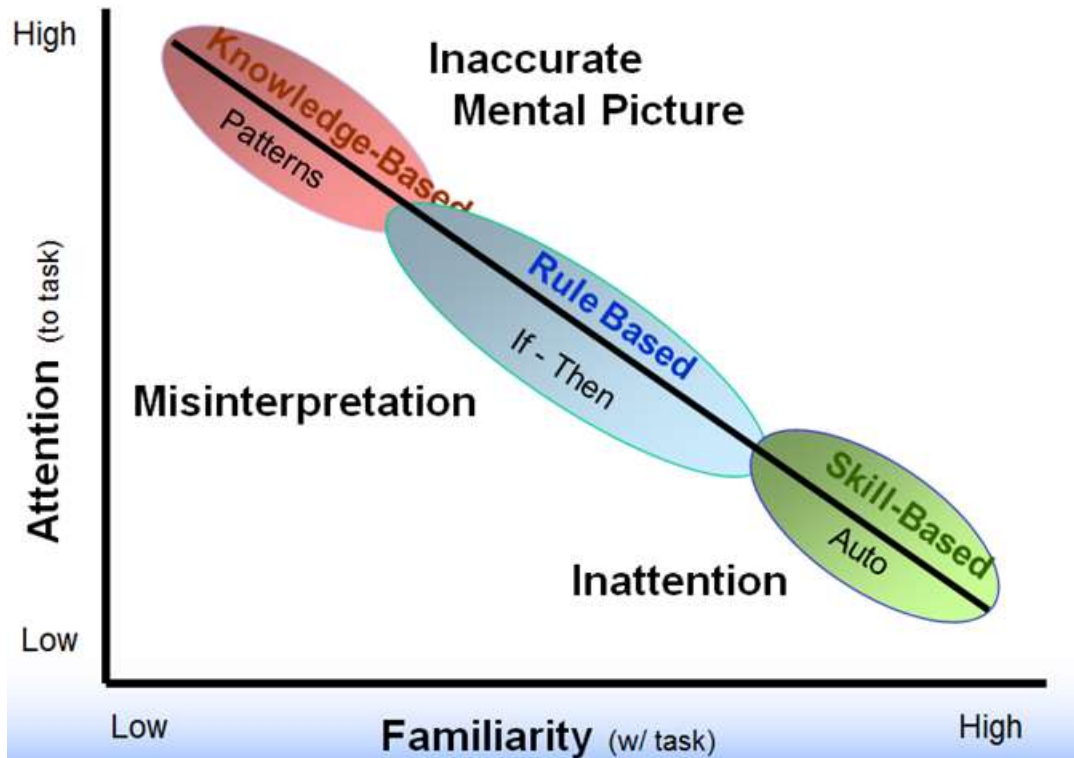 High
Knowledge-Based
Patterns
Inaccurate
Mental Picture
Rule Based
If - Then
Misinterpretation
Skill-Based
Auto
Inattention
Attention (to task)
Low
Low
Familiarity (w/ task)
High